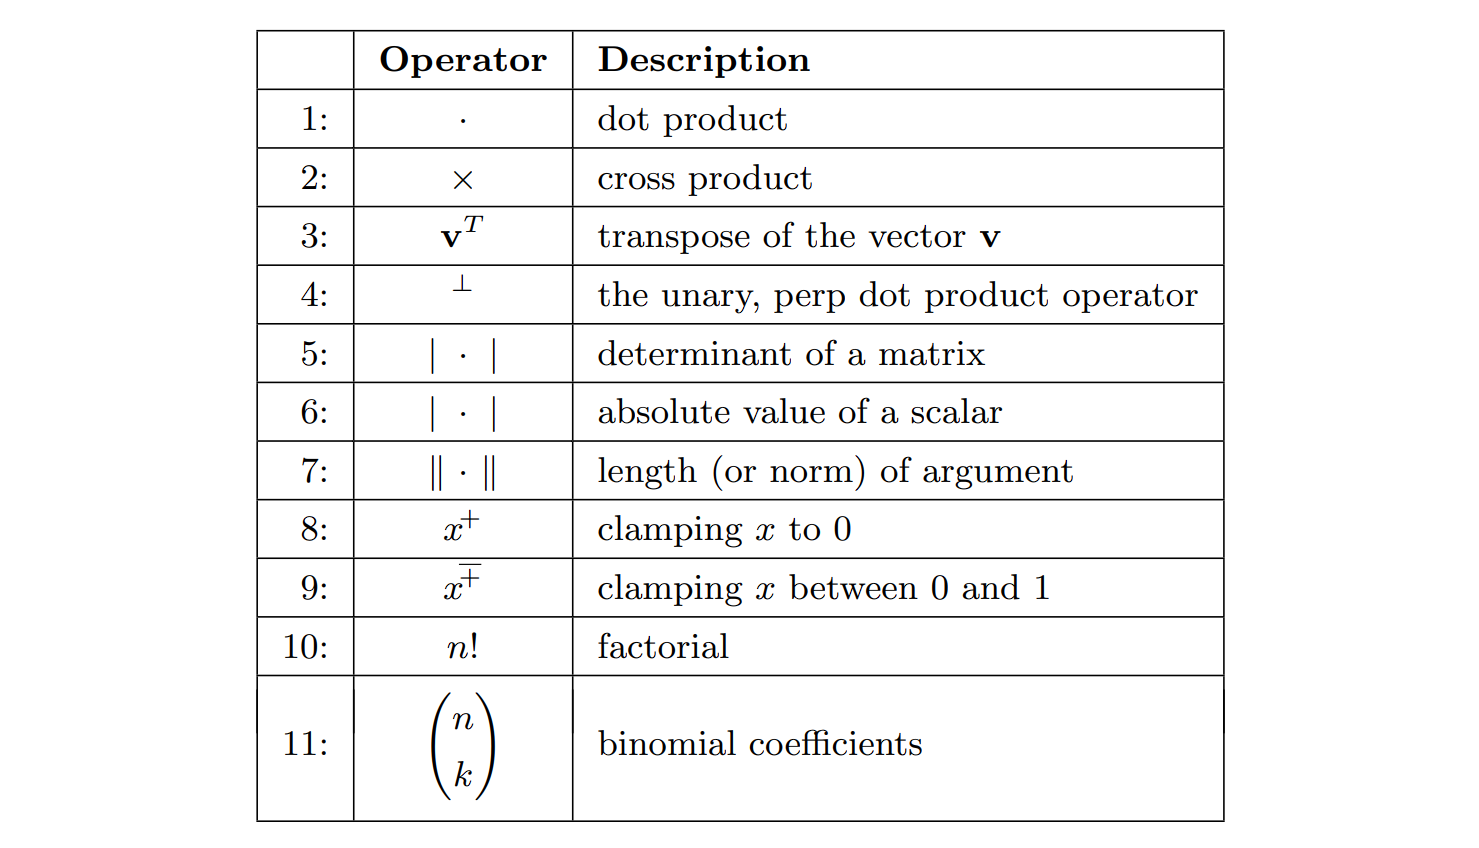 Operator Description
1: · dot product
2: × cross product
3: 𝐯ᵀ transpose of the vector 𝐯
4: ⊥ the unary, perp dot product operator
5: | · | determinant of a matrix
6: | · | absolute value of a scalar
7: ‖ · ‖ length (or norm) of argument
8: x⁺ clamping x to 0
9: x^∓ clamping x between 0 and 1
10: n! factorial
11: (n k) binomial coefficients